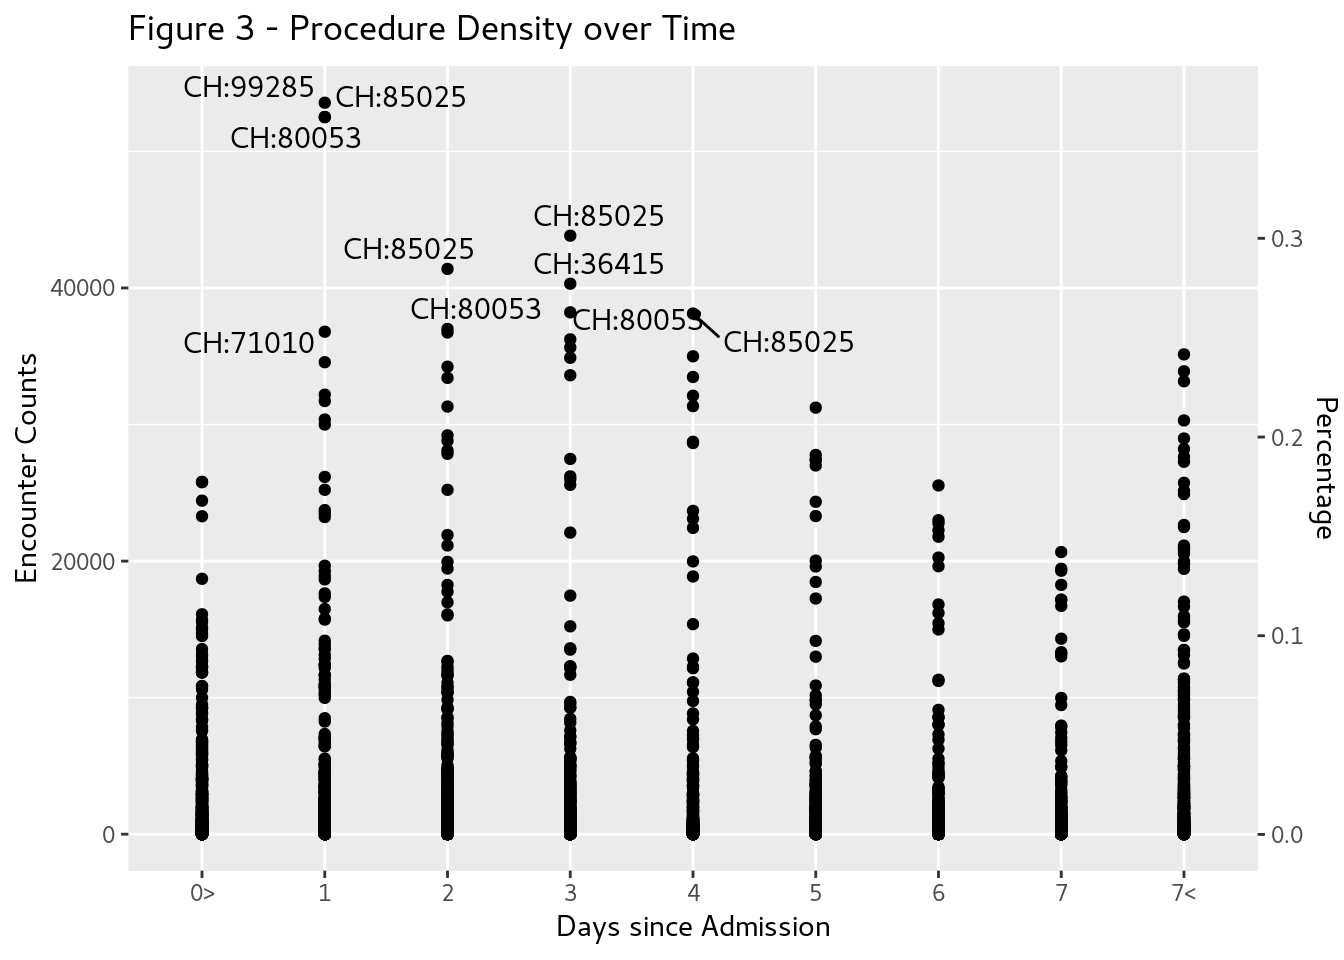 Figure 3 - Procedure Density over Time
CH:99285
CH:85025
CH:80053
CH:85025
CH:85025
CH:36415
CH:80053
CH:80053
CH:85025
CH:71010
Encounter Counts
40000
20000
0
0.3
0.2
0.1
0.0
Percentage
0> 1 2 3 4 5 6 7 7<
Days since Admission